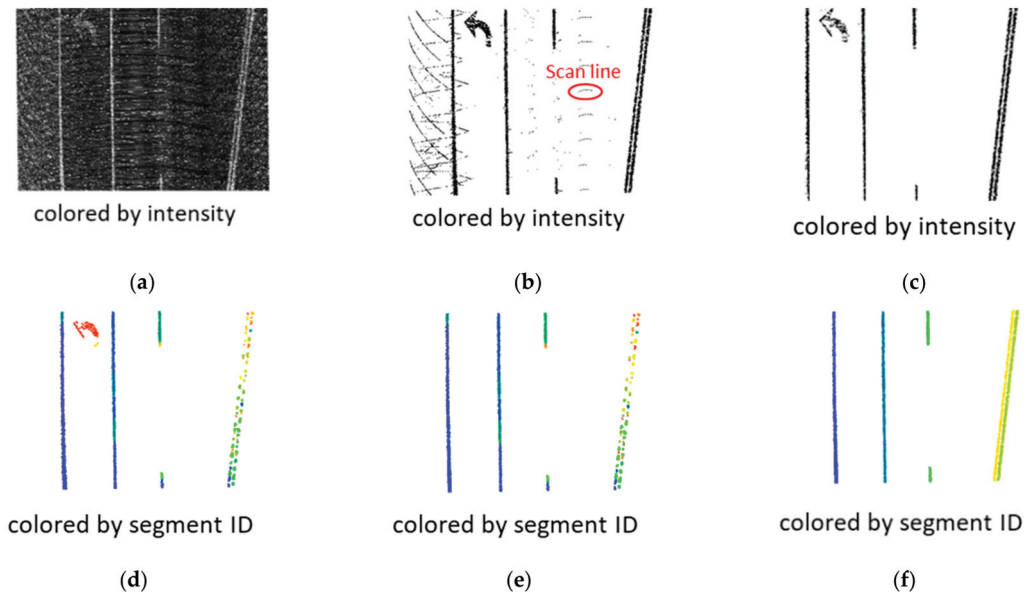 Scan line
colored by intensity
colored by intensity
colored by intensity
(a)
(b)
(c)
colored by segment ID
colored by segment ID
colored by segment ID
(d)
(e)
(f)